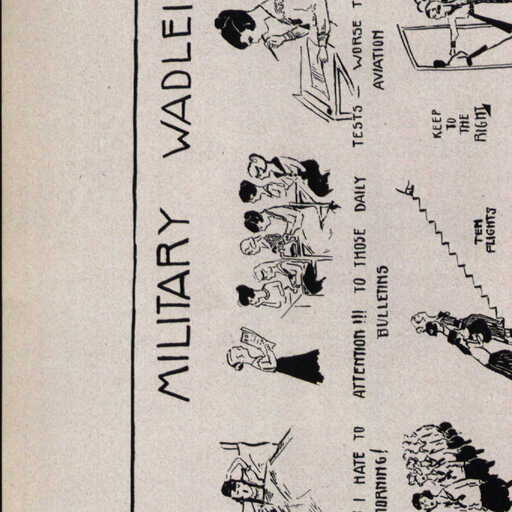 MILITARY WADLEI
I HATE TO
MORNING!
ATTENTION!!! TO THOSE DAILY
BULLETINS
TESTS — WORSE T
AVIATION
TEN
FLIGHTS
KEEP
TO
THE
RIGHT